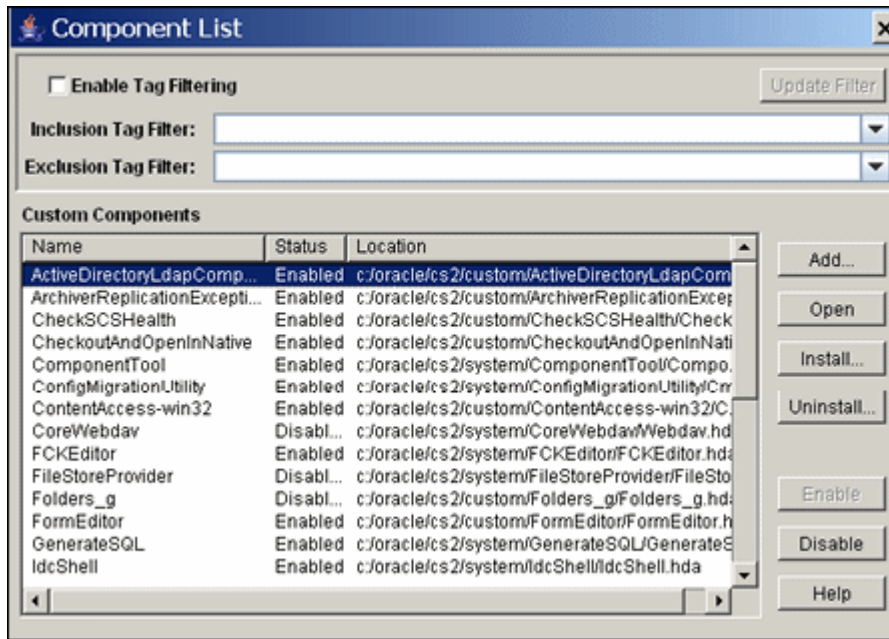 Component List
Enable Tag Filtering
Update Filter
Inclusion Tag Filter:
Exclusion Tag Filter:
Custom Components
Name Status Location
ActiveDirectoryLdapComp... Enabled c:/oracle/cs2/custom/ActiveDirectoryLdapCom
ArchiverReplicationExcepti... Enabled c:/oracle/cs2/custom/ArchiverReplicationExcep
CheckSCSHealth Enabled c:/oracle/cs2/custom/CheckSCSHealth/Check
CheckoutAndOpenInNative Enabled c:/oracle/cs2/custom/CheckoutAndOpenInNati
ComponentTool Enabled c:/oracle/cs2/system/ComponentTool/Compo.
ConfigMigrationUtility Enabled c:/oracle/cs2/system/ConfigMigrationUtility/Cm
ContentAccess-win32 Enabled c:/oracle/cs2/custom/ContentAccess-win32/C.
CoreWebdav Disabl... c:/oracle/cs2/system/CoreWebdav/Webdav.hd
FCKEditor Enabled c:/oracle/cs2/system/FCKEditor/FCKEditor.hda
FileStoreProvider Disabl... c:/oracle/cs2/system/FileStoreProvider/FileSto
Folders_g Disabl... c:/oracle/cs2/custom/Folders_g/Folders_g.hda
FormEditor Enabled c:/oracle/cs2/custom/FormEditor/FormEditor.h
GenerateSQL Enabled c:/oracle/cs2/system/GenerateSQL/GenerateS
IdcShell Enabled c:/oracle/cs2/system/IdcShell/IdcShell.hda
Add...
Open
Install...
Uninstall...
Enable
Disable
Help